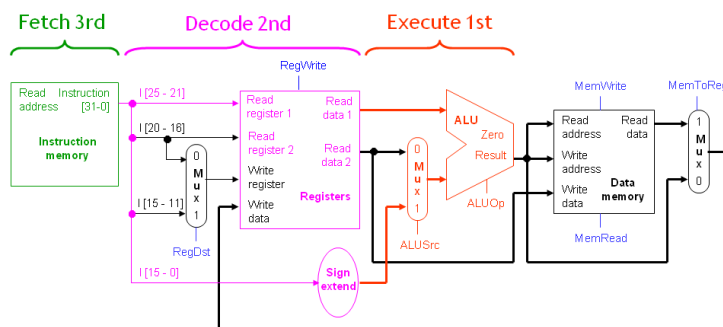 Fetch 3rd
Decode 2nd
Execute 1st
RegWrite
MemWrite
MemToReg
I [25 - 21]
I [20 - 16]
I [15 - 11]
I [15 - 0]
Read address
Instruction [31-0]
Instruction memory
0
M
u
x
1
RegDst
Read register 1
Read data 1
Read register 2
Read data 2
Write register
Write data
Registers
Sign extend
0
M
u
x
1
ALUSrc
ALU
Zero
Result
ALUOp
Read address
Read data
Write address
Write data
Data memory
MemRead
1
M
u
x
0